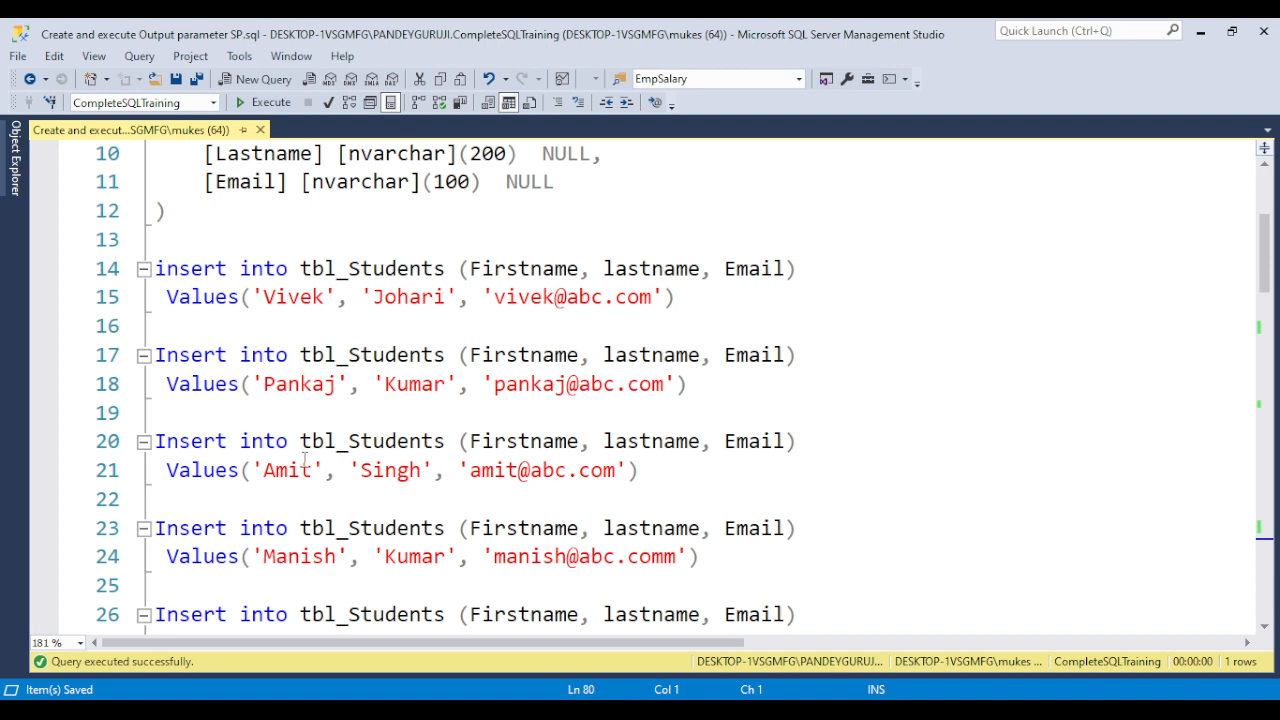 Create and execute Output parameter SP.sql - DESKTOP-1VSGMFG\PANDEYGURUJI.CompleteSQLTraining (DESKTOP-1VSGMFG\mukes (64)) - Microsoft SQL Server Management Studio
Quick Launch (Ctrl+Q)
File Edit View Query Project Tools Window Help
New Query EmpSalary
CompleteSQLTraining Execute
Create and execut...SGMFG\mukes (64))
Object Explorer
10 [Lastname] [nvarchar](200) NULL,
11 [Email] [nvarchar](100) NULL
12 )
13
14 insert into tbl_Students (Firstname, lastname, Email)
15 Values('Vivek', 'Johari', 'vivek@abc.com')
16
17 Insert into tbl_Students (Firstname, lastname, Email)
18 Values('Pankaj', 'Kumar', 'pankaj@abc.com')
19
20 Insert into tbl_Students (Firstname, lastname, Email)
21 Values('Amit', 'Singh', 'amit@abc.com')
22
23 Insert into tbl_Students (Firstname, lastname, Email)
24 Values('Manish', 'Kumar', 'manish@abc.comm')
25
26 Insert into tbl_Students (Firstname, lastname, Email)
181 %
Query executed successfully. DESKTOP-1VSGMFG\PANDEYGURUJI... DESKTOP-1VSGMFG\mukes ... CompleteSQLTraining 00:00:00 1 rows
Item(s) Saved Ln 80 Col 1 Ch 1 INS